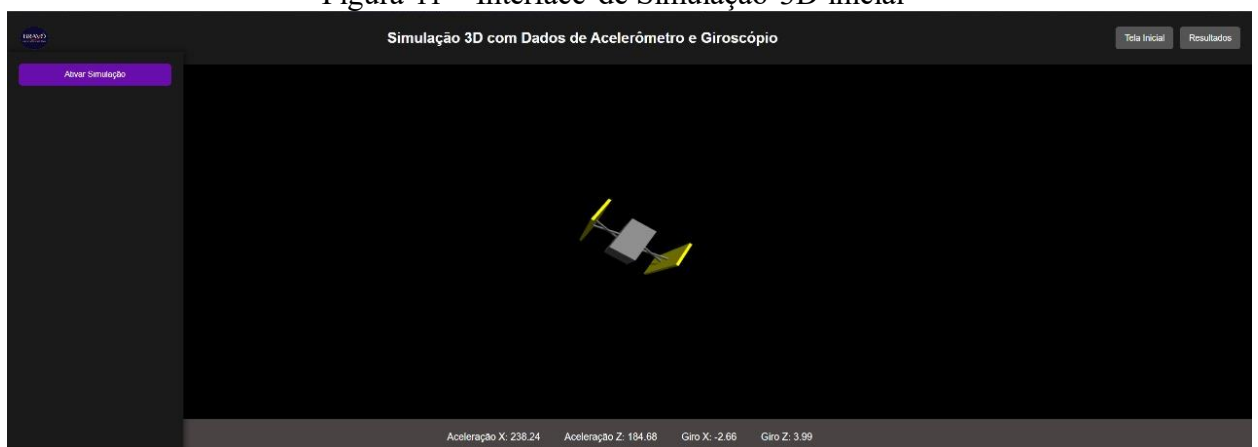 Figura 11 – Interface de Simulação 3D inicial
BRAVO
Simulação 3D com Dados de Acelerômetro e Giroscópio
Tela Inicial
Resultados
Ativar Simulação
Aceleração X: 238.24 Aceleração Z: 184.68 Giro X: -2.66 Giro Z: 3.99